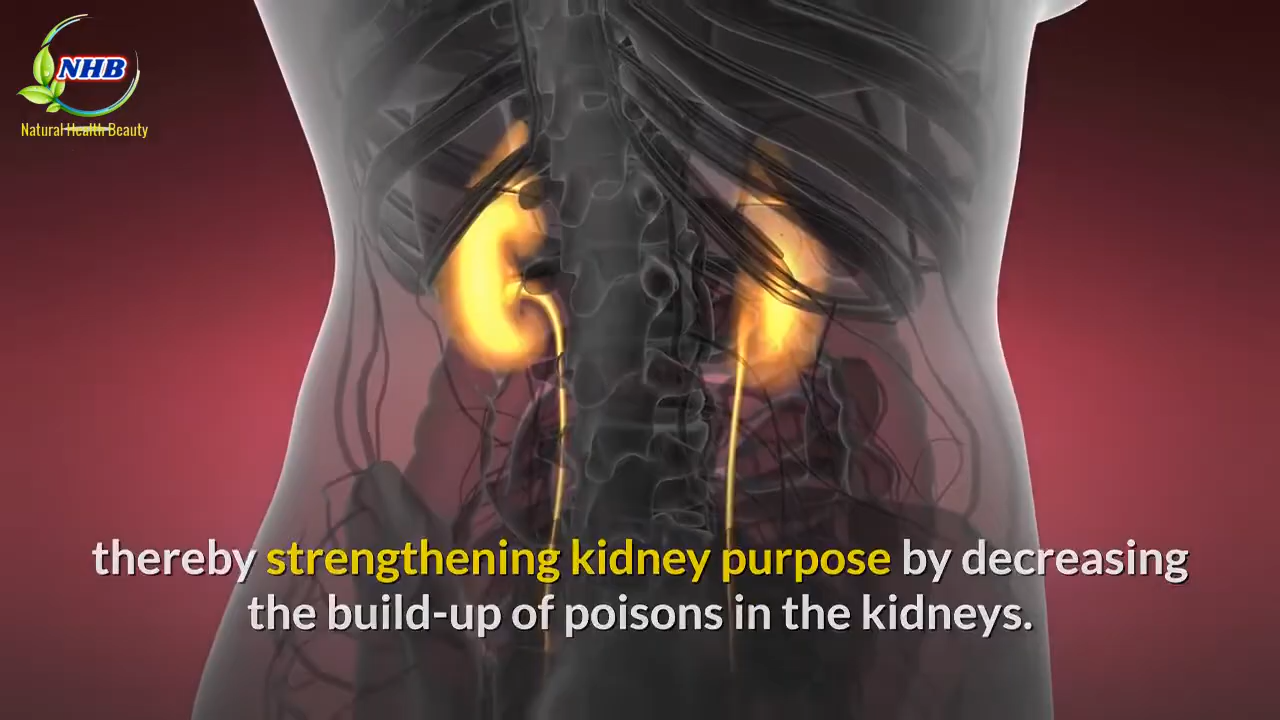 NHB
Natural Health Beauty
thereby strengthening kidney purpose by decreasing
the build-up of poisons in the kidneys.